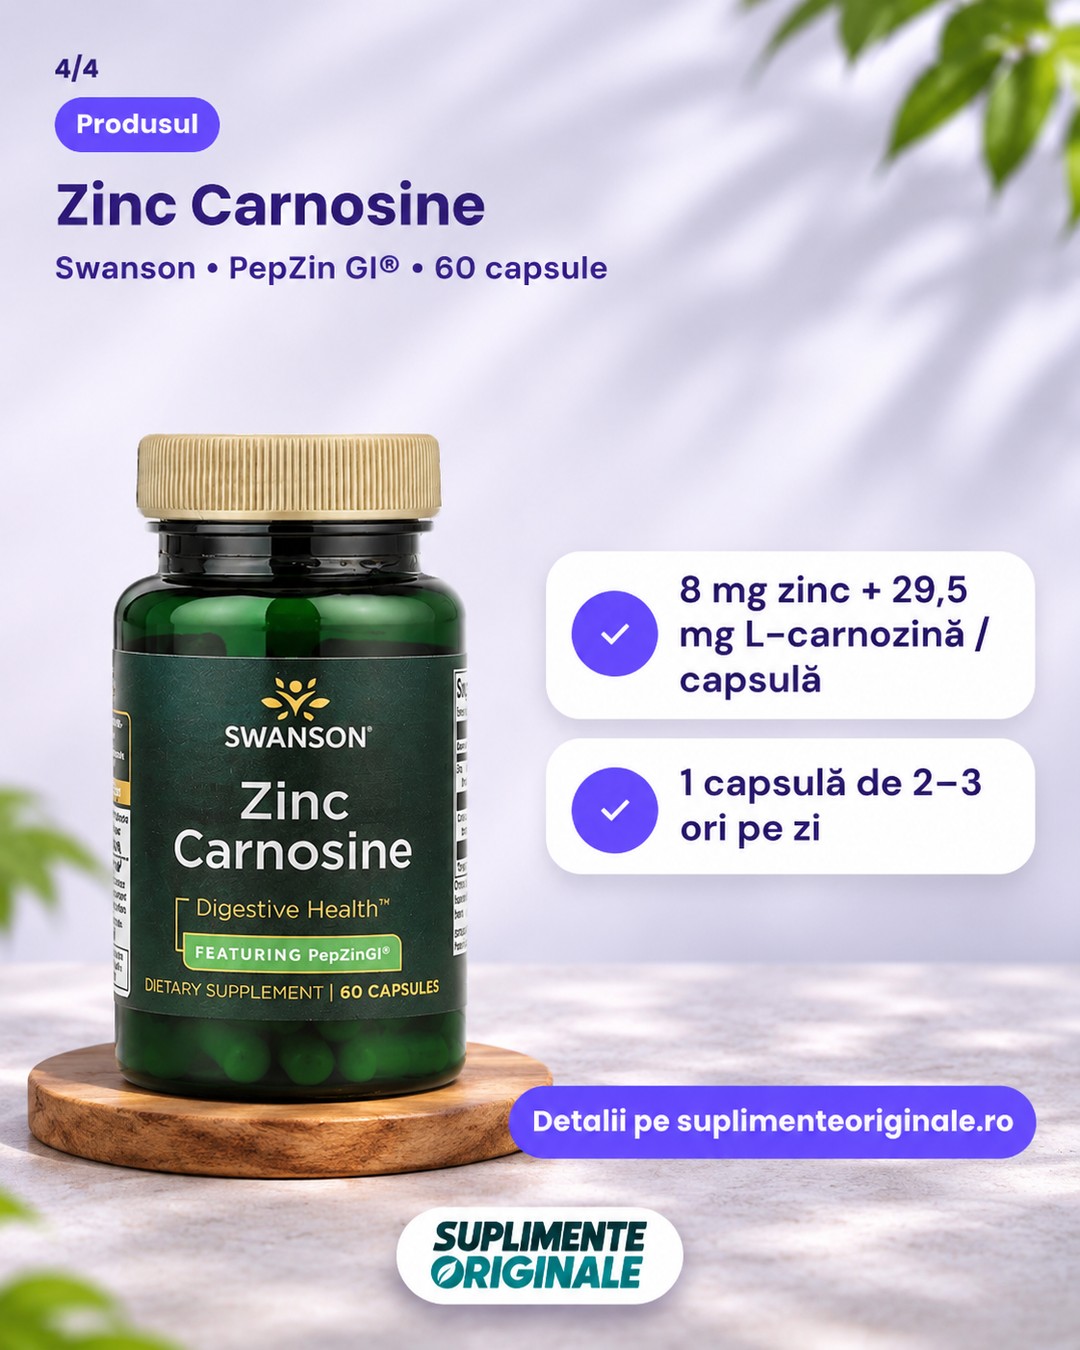 4/4
Produsul
Zinc Carnosine
Swanson • PepZin GI® • 60 capsule
SWANSON®
Zinc
Carnosine
Digestive Health™
FEATURING PepZinGI®
DIETARY SUPPLEMENT | 60 CAPSULES
8 mg zinc + 29,5
mg L-carnozină /
capsulă
1 capsulă de 2–3
ori pe zi
Detalii pe suplimenteoriginale.ro
SUPLIMENTE
ORIGINALE